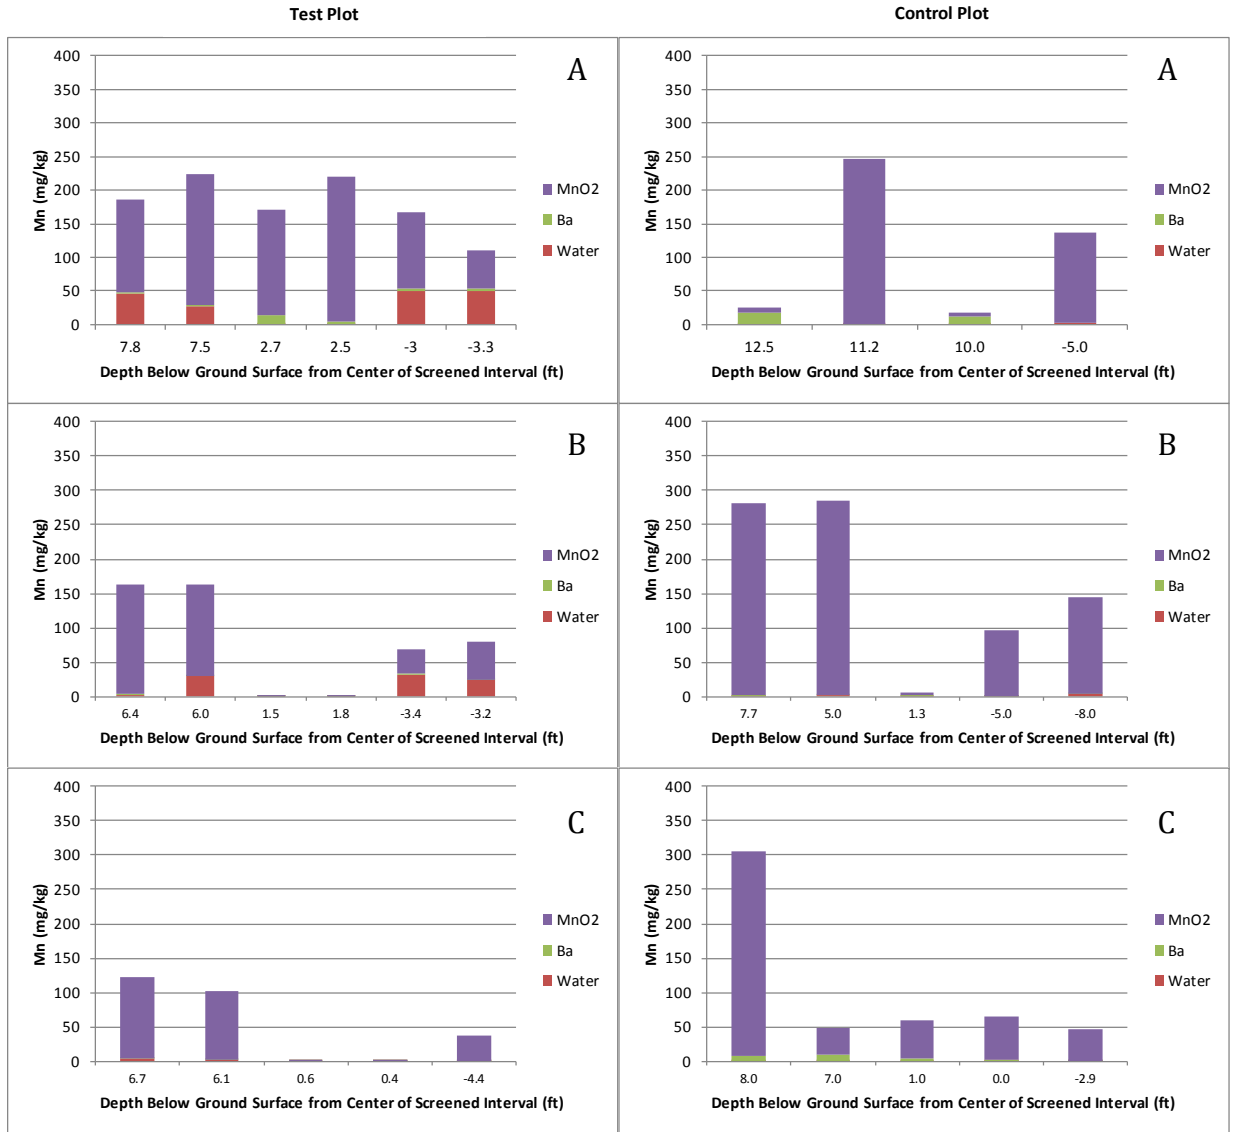 Test Plot
Control Plot
A
400
350
300
250
200
150
100
50
0
Mn (mg/kg)
MnO2
Ba
Water
7.8 7.5 2.7 2.5 -3 -3.3
Depth Below Ground Surface from Center of Screened Interval (ft)
A
400
350
300
250
200
150
100
50
0
Mn (mg/kg)
MnO2
Ba
Water
12.5 11.2 10.0 -5.0
Depth Below Ground Surface from Center of Screened Interval (ft)
B
400
350
300
250
200
150
100
50
0
Mn (mg/kg)
MnO2
Ba
Water
6.4 6.0 1.5 1.8 -3.4 -3.2
Depth Below Ground Surface from Center of Screened Interval (ft)
B
400
350
300
250
200
150
100
50
0
Mn (mg/kg)
MnO2
Ba
Water
7.7 5.0 1.3 -5.0 -8.0
Depth Below Ground Surface from Center of Screened Interval (ft)
C
400
350
300
250
200
150
100
50
0
Mn (mg/kg)
MnO2
Ba
Water
6.7 6.1 0.6 0.4 -4.4
Depth Below Ground Surface from Center of Screened Interval (ft)
C
400
350
300
250
200
150
100
50
0
Mn (mg/kg)
MnO2
Ba
Water
8.0 7.0 1.0 0.0 -2.9
Depth Below Ground Surface from Center of Screened Interval (ft)